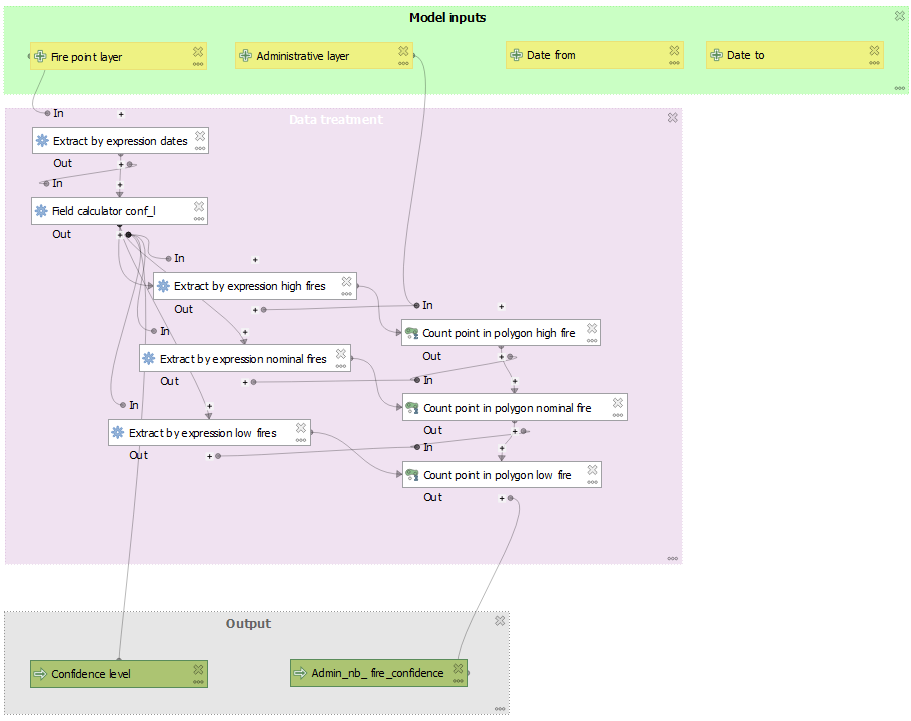 Model inputs
Fire point layer
Administrative layer
Date from
Date to
Data treatment
In
Extract by expression dates
Out
In
Field calculator conf_l
Out
In
Extract by expression high fires
Out
In
Count point in polygon high fire
Out
In
Extract by expression nominal fires
Out
In
Count point in polygon nominal fire
Out
In
Extract by expression low fires
Out
In
Count point in polygon low fire
Out
Output
Confidence level
Admin_nb_ fire_confidence